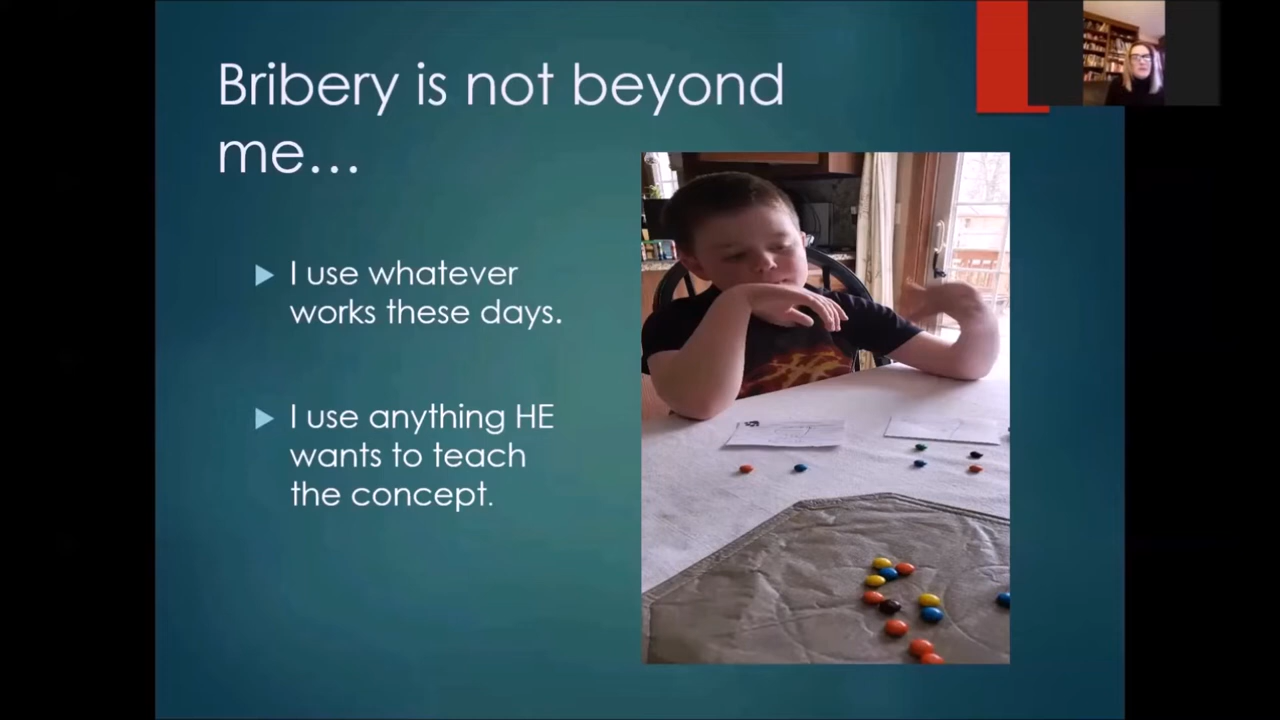 Bribery is not beyond
me...
I use whatever
works these days.
I use anything HE
wants to teach
the concept.